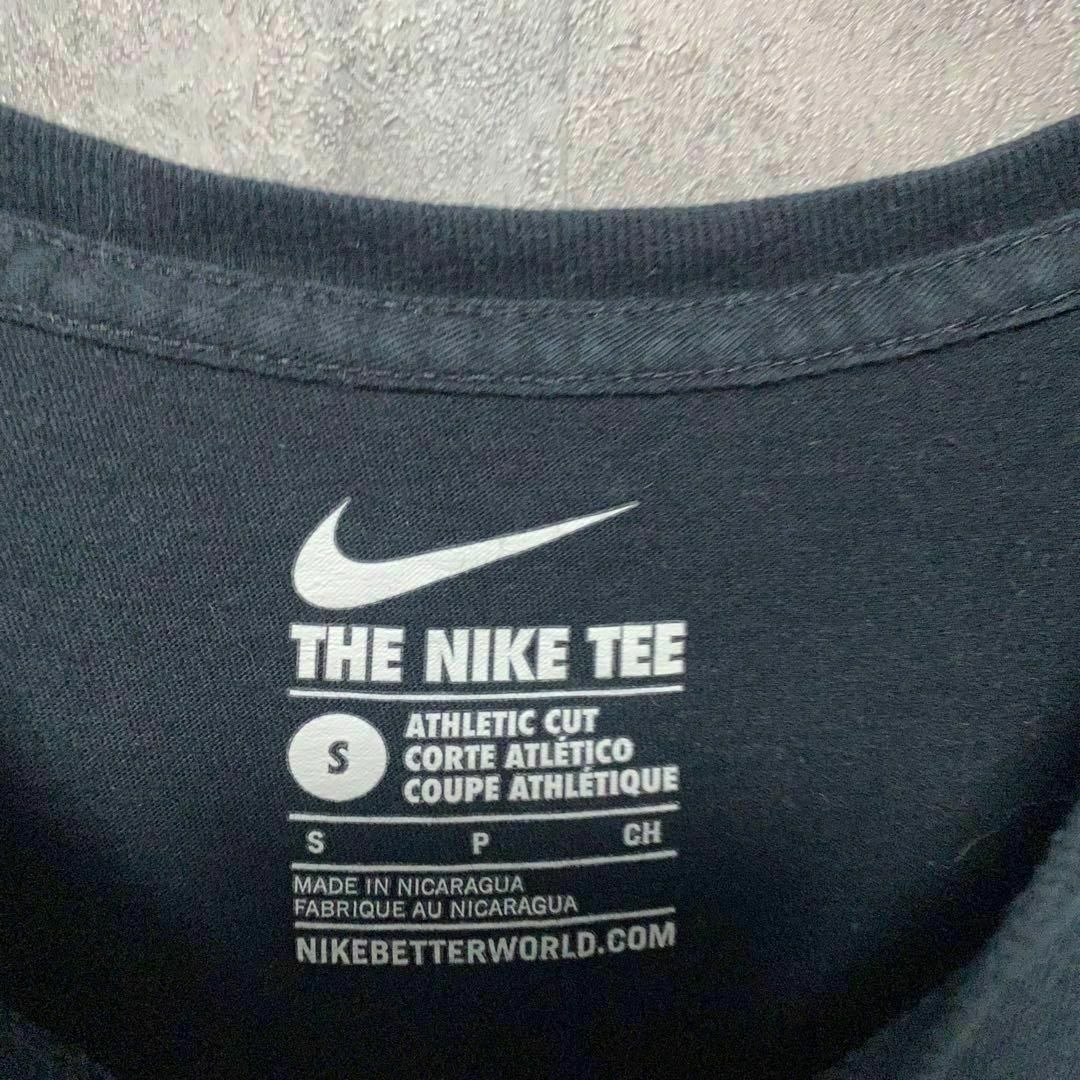 THE NIKE TEE
S
ATHLETIC CUT
CORTE ATLÉTICO
COUPE ATHLÉTIQUE
S P CH
MADE IN NICARAGUA
FABRIQUE AU NICARAGUA
NIKEBETTERWORLD.COM